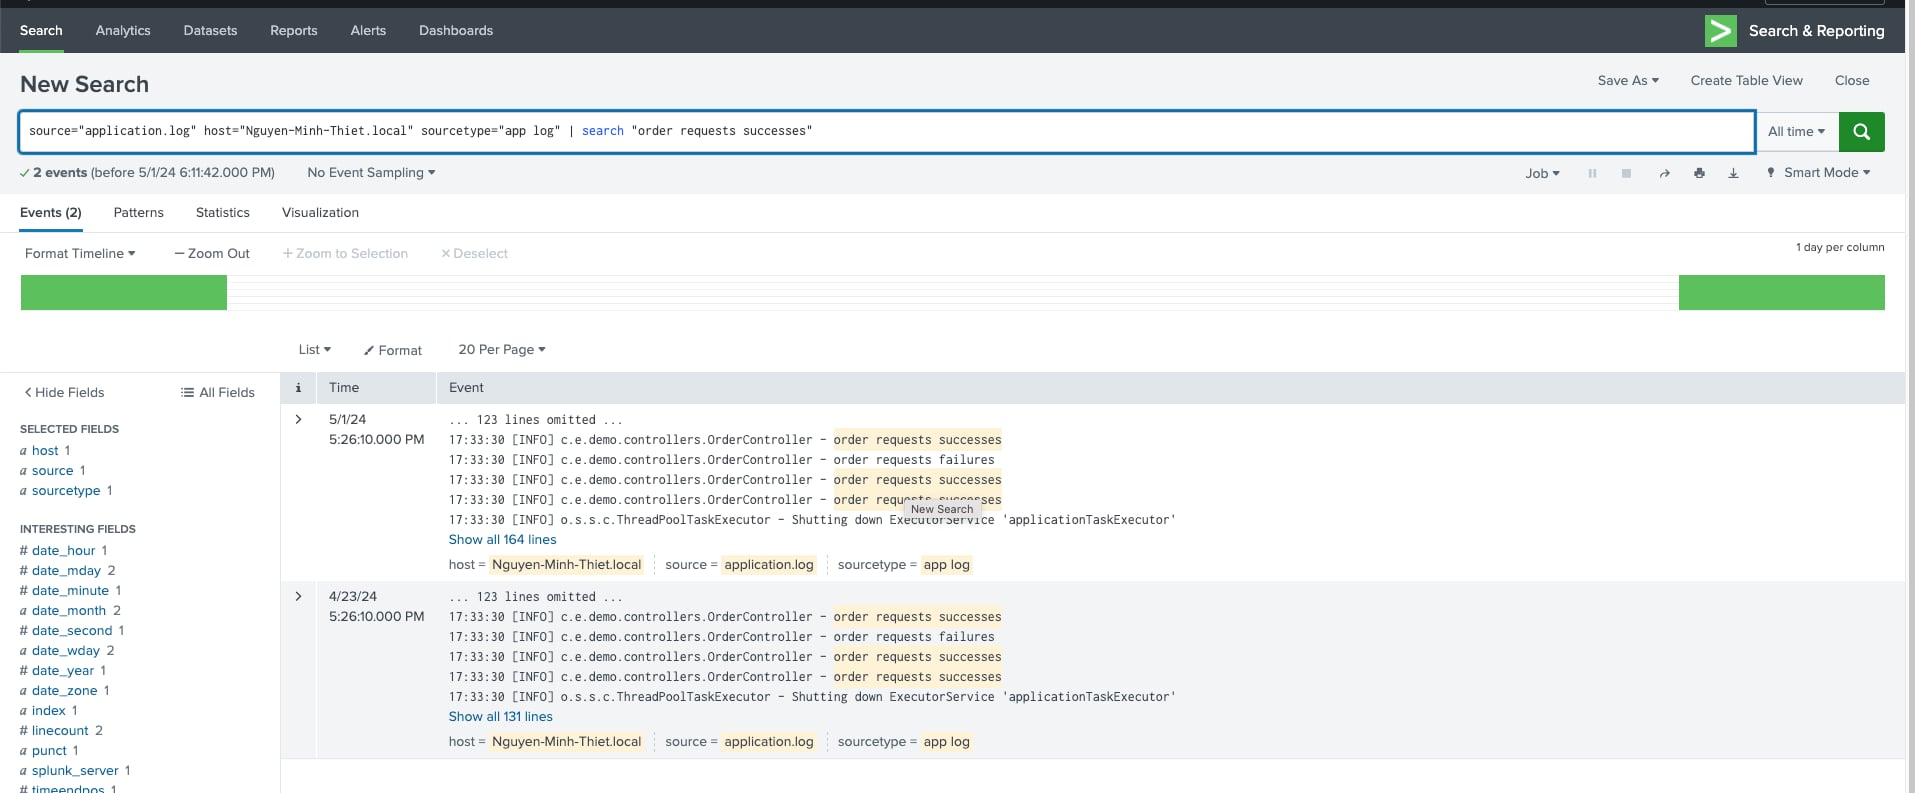 Search Analytics Datasets Reports Alerts Dashboards Search & Reporting
New Search Save As Create Table View Close
source="application.log" host="Nguyen-Minh-Thiet.local" sourcetype="app log" | search "order requests successes" All time
2 events (before 5/1/24 6:11:42.000 PM) No Event Sampling Job Smart Mode
Events (2) Patterns Statistics Visualization
Format Timeline — Zoom Out + Zoom to Selection × Deselect 1 day per column
List Format 20 Per Page
< Hide Fields All Fields
i Time Event
SELECTED FIELDS
a host 1
a source 1
a sourcetype 1
INTERESTING FIELDS
# date_hour 1
# date_mday 2
# date_minute 1
a date_month 2
# date_second 1
a date_wday 2
# date_year 1
a date_zone 1
a index 1
# linecount 2
a punct 1
a splunk_server 1
# timeendpos 1
5/1/24
5:26:10.000 PM
... 123 lines omitted ...
17:33:30 [INFO] c.e.demo.controllers.OrderController - order requests successes
17:33:30 [INFO] c.e.demo.controllers.OrderController - order requests failures
17:33:30 [INFO] c.e.demo.controllers.OrderController - order requests successes
17:33:30 [INFO] c.e.demo.controllers.OrderController - order requests successes
New Search
17:33:30 [INFO] o.s.s.c.ThreadPoolTaskExecutor - Shutting down ExecutorService 'applicationTaskExecutor'
Show all 164 lines
host = Nguyen-Minh-Thiet.local source = application.log sourcetype = app log
4/23/24
5:26:10.000 PM
... 123 lines omitted ...
17:33:30 [INFO] c.e.demo.controllers.OrderController - order requests successes
17:33:30 [INFO] c.e.demo.controllers.OrderController - order requests failures
17:33:30 [INFO] c.e.demo.controllers.OrderController - order requests successes
17:33:30 [INFO] c.e.demo.controllers.OrderController - order requests successes
17:33:30 [INFO] o.s.s.c.ThreadPoolTaskExecutor - Shutting down ExecutorService 'applicationTaskExecutor'
Show all 131 lines
host = Nguyen-Minh-Thiet.local source = application.log sourcetype = app log